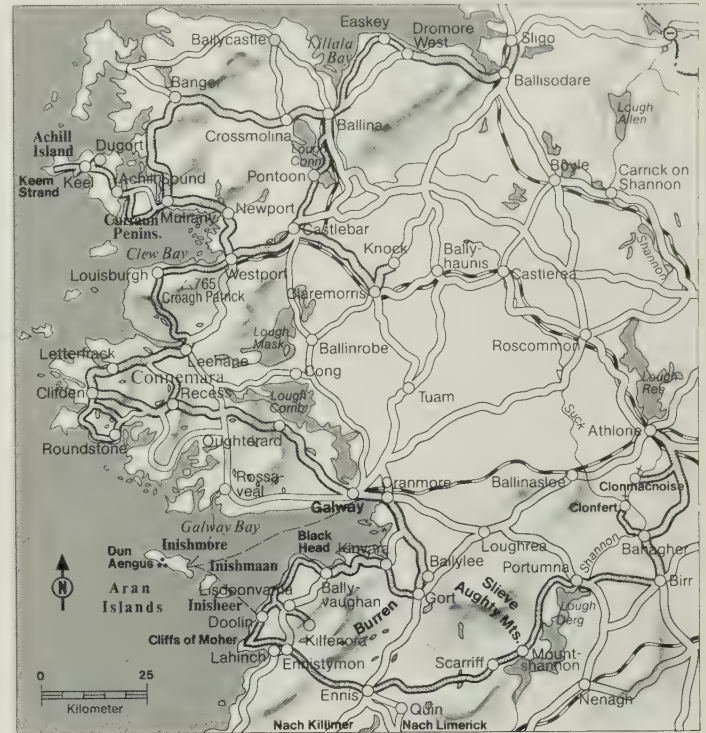 Ballycastle
Killala
Bay
Easkey
Dromore
West
Sligo
Ballisodare
Bangor
Crossmolina
Ballina
Lough
Conn
Lough
Allen
Achill
Island
Dugort
Keem
Strand
Keel
Achill Sound
Pontoon
Boyle
Carrick on
Shannon
Curraun
Penins.
Mulrany
Newport
Castlebar
Shannon
Clew Bay
Knock
Bally-
haunis
Castlerea
Louisburgh
Westport
765
Croagh Patrick
Claremorris
Lough
Mask
Ballinrobe
Roscommon
Letterfrack
Leenane
Connemara
Cong
Lough
Ree
Clifden
Recess
Lough
Corrib
Tuam
Suck
Athlone
Roundstone
Oughterard
Rossa-
veal
Galway
Oranmore
Ballinasloe
Clonmacnoise
Clonfert
Galway Bay
Inishmore
Black
Head
Kinvara
Loughrea
Banagher
Dun
Aengus
Inishmaan
Ballylee
Portumna
Shannon
Birr
N
Aran
Islands
Lisdoonvarna
Inisheer
Bally-
vaughan
Burren
Gort
Slieve
Aughty Mts.
Doolin
Lough
Derg
Cliffs of Moher
Kilfenora
Lahinch
Ennistymon
Scarriff
Mount-
shannon
0 25
Kilometer
Ennis
Quin
Nenagh
Nach Killimer
Nach Limerick